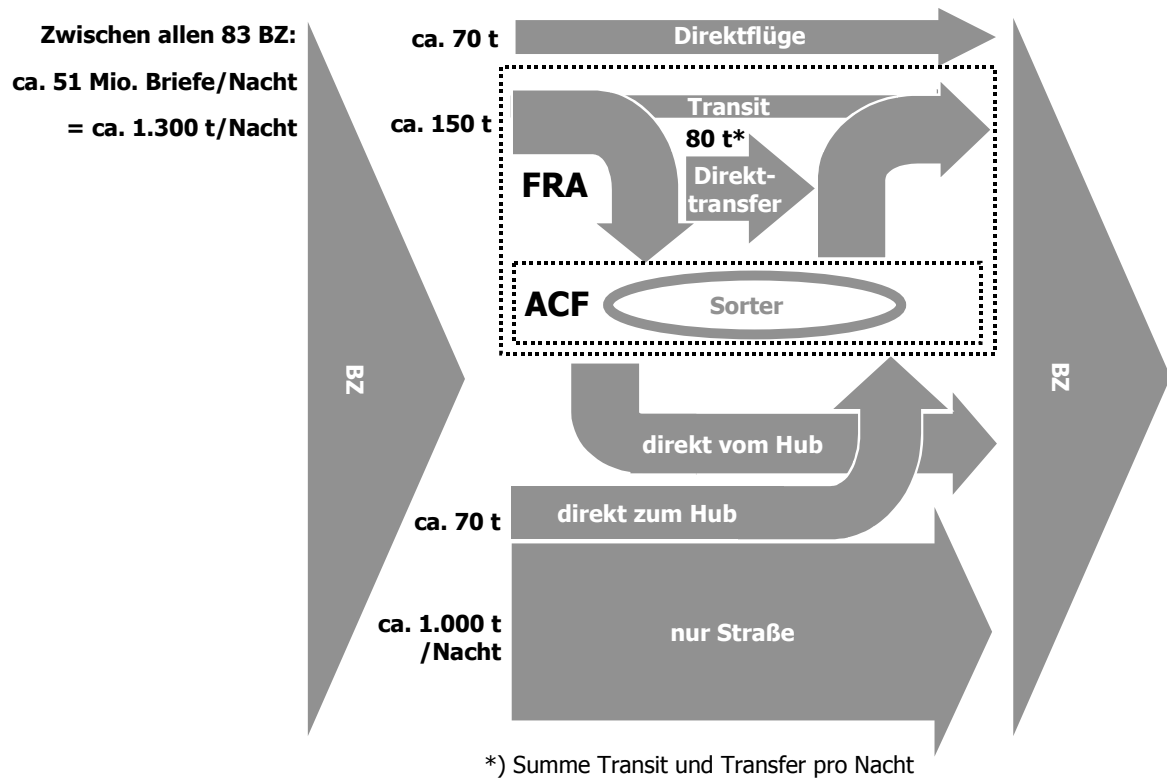 Zwischen allen 83 BZ:
ca. 51 Mio. Briefe/Nacht
= ca. 1.300 t/Nacht
BZ
ca. 70 t
Direktflüge
ca. 150 t
Transit
80 t*
FRA
Direkt-
transfer
ACF
Sorter
direkt vom Hub
ca. 70 t
direkt zum Hub
ca. 1.000 t
/Nacht
nur Straße
BZ
*) Summe Transit und Transfer pro Nacht